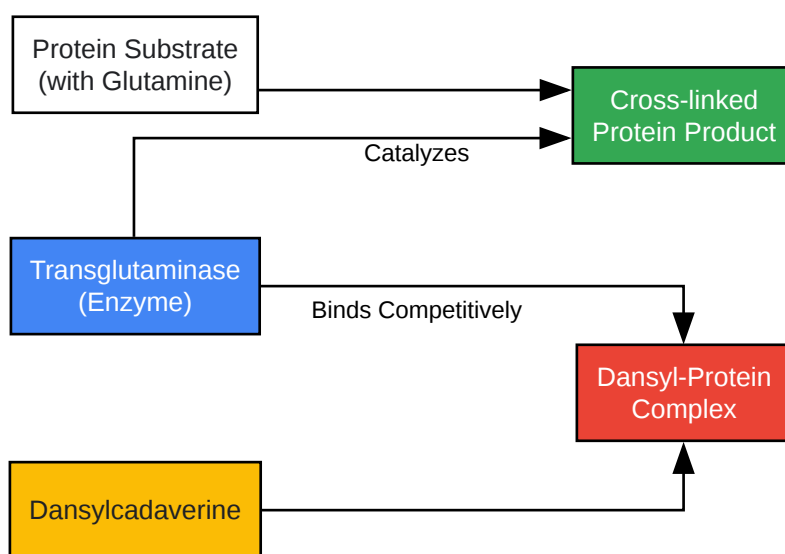 Protein Substrate
(with Glutamine)
Cross-linked
Protein Product
Catalyzes
Transglutaminase
(Enzyme)
Binds Competitively
Dansyl-Protein
Complex
Dansylcadaverine